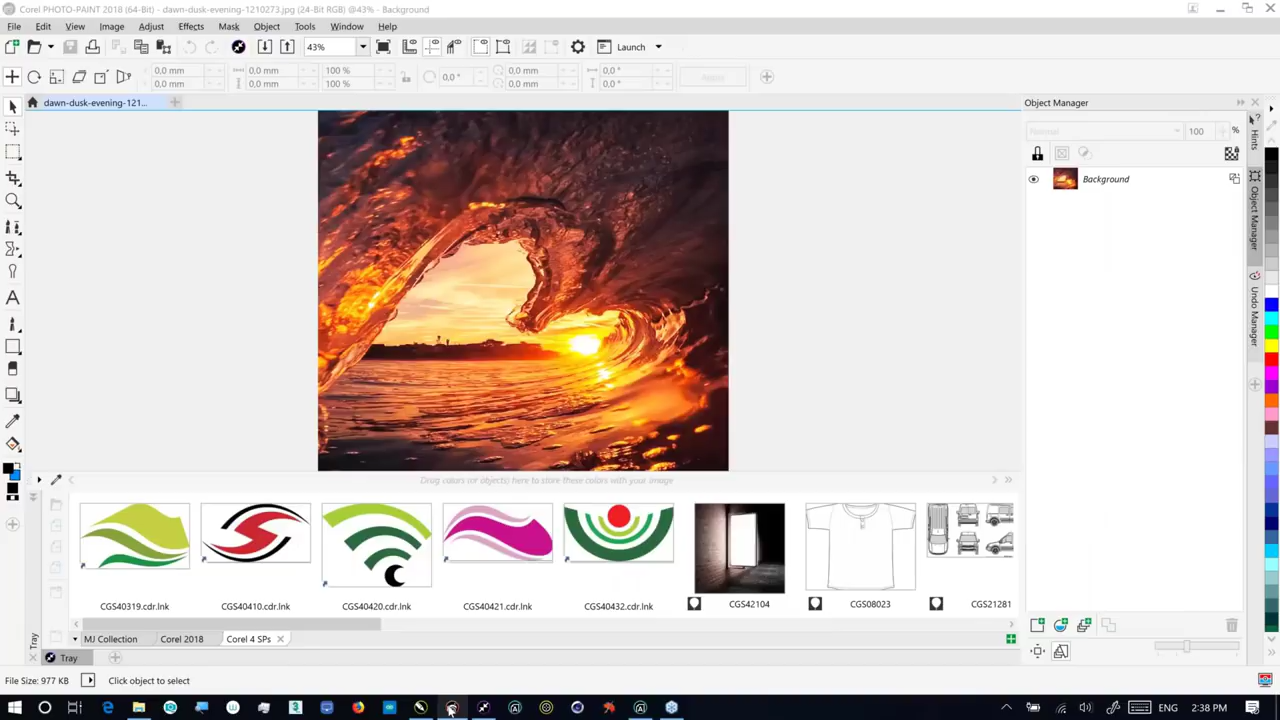 Corel PHOTO-PAINT 2018 (64-Bit) - dawn-dusk-evening-1210273.jpg (24-Bit RGB) @43% - Background
File Edit View Image Adjust Effects Mask Object Tools Window Help
43% Launch
0,0 mm 0,0 mm 100 % 0,0 ° 0,0 mm 0,0 °
0,0 mm 0,0 mm 100 % 0,0 mm 0,0 °
dawn-dusk-evening-121...
Object Manager
Normal 100 %
Background
Hints
Object Manager
Undo Manager
Drag colors (or objects) here to store these colors with your image
CGS40319.cdr.lnk CGS40410.cdr.lnk CGS40420.cdr.lnk CGS40421.cdr.lnk CGS40432.cdr.lnk CGS42104 CGS08023 CGS21281
MJ Collection Corel 2018 Corel 4 SPs
Tray
Tray
File Size: 977 KB Click object to select
ENG 2:38 PM